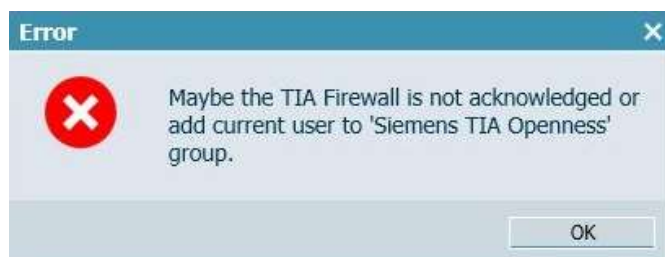 Error
Maybe the TIA Firewall is not acknowledged or
add current user to 'Siemens TIA Openness'
group.
OK